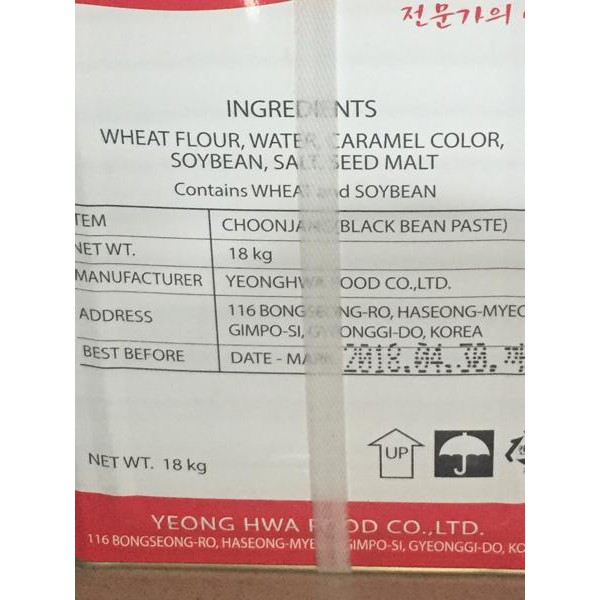 전문가의
INGREDIENTS
WHEAT FLOUR, WATER, CARAMEL COLOR,
SOYBEAN, SALT, SEED MALT
Contains WHEAT and SOYBEAN
TEM CHOONJANG(BLACK BEAN PASTE)
NET WT. 18 kg
MANUFACTURER YEONGHWA FOOD CO.,LTD.
ADDRESS 116 BONGSEONG-RO, HASEONG-MYEO
GIMPO-SI, GYEONGGI-DO, KOREA
BEST BEFORE DATE - MARK 2018.04.30.까
UP
NET WT. 18 kg
YEONG HWA FOOD CO.,LTD.
116 BONGSEONG-RO, HASEONG-MYEON, GIMPO-SI, GYEONGGI-DO, KO